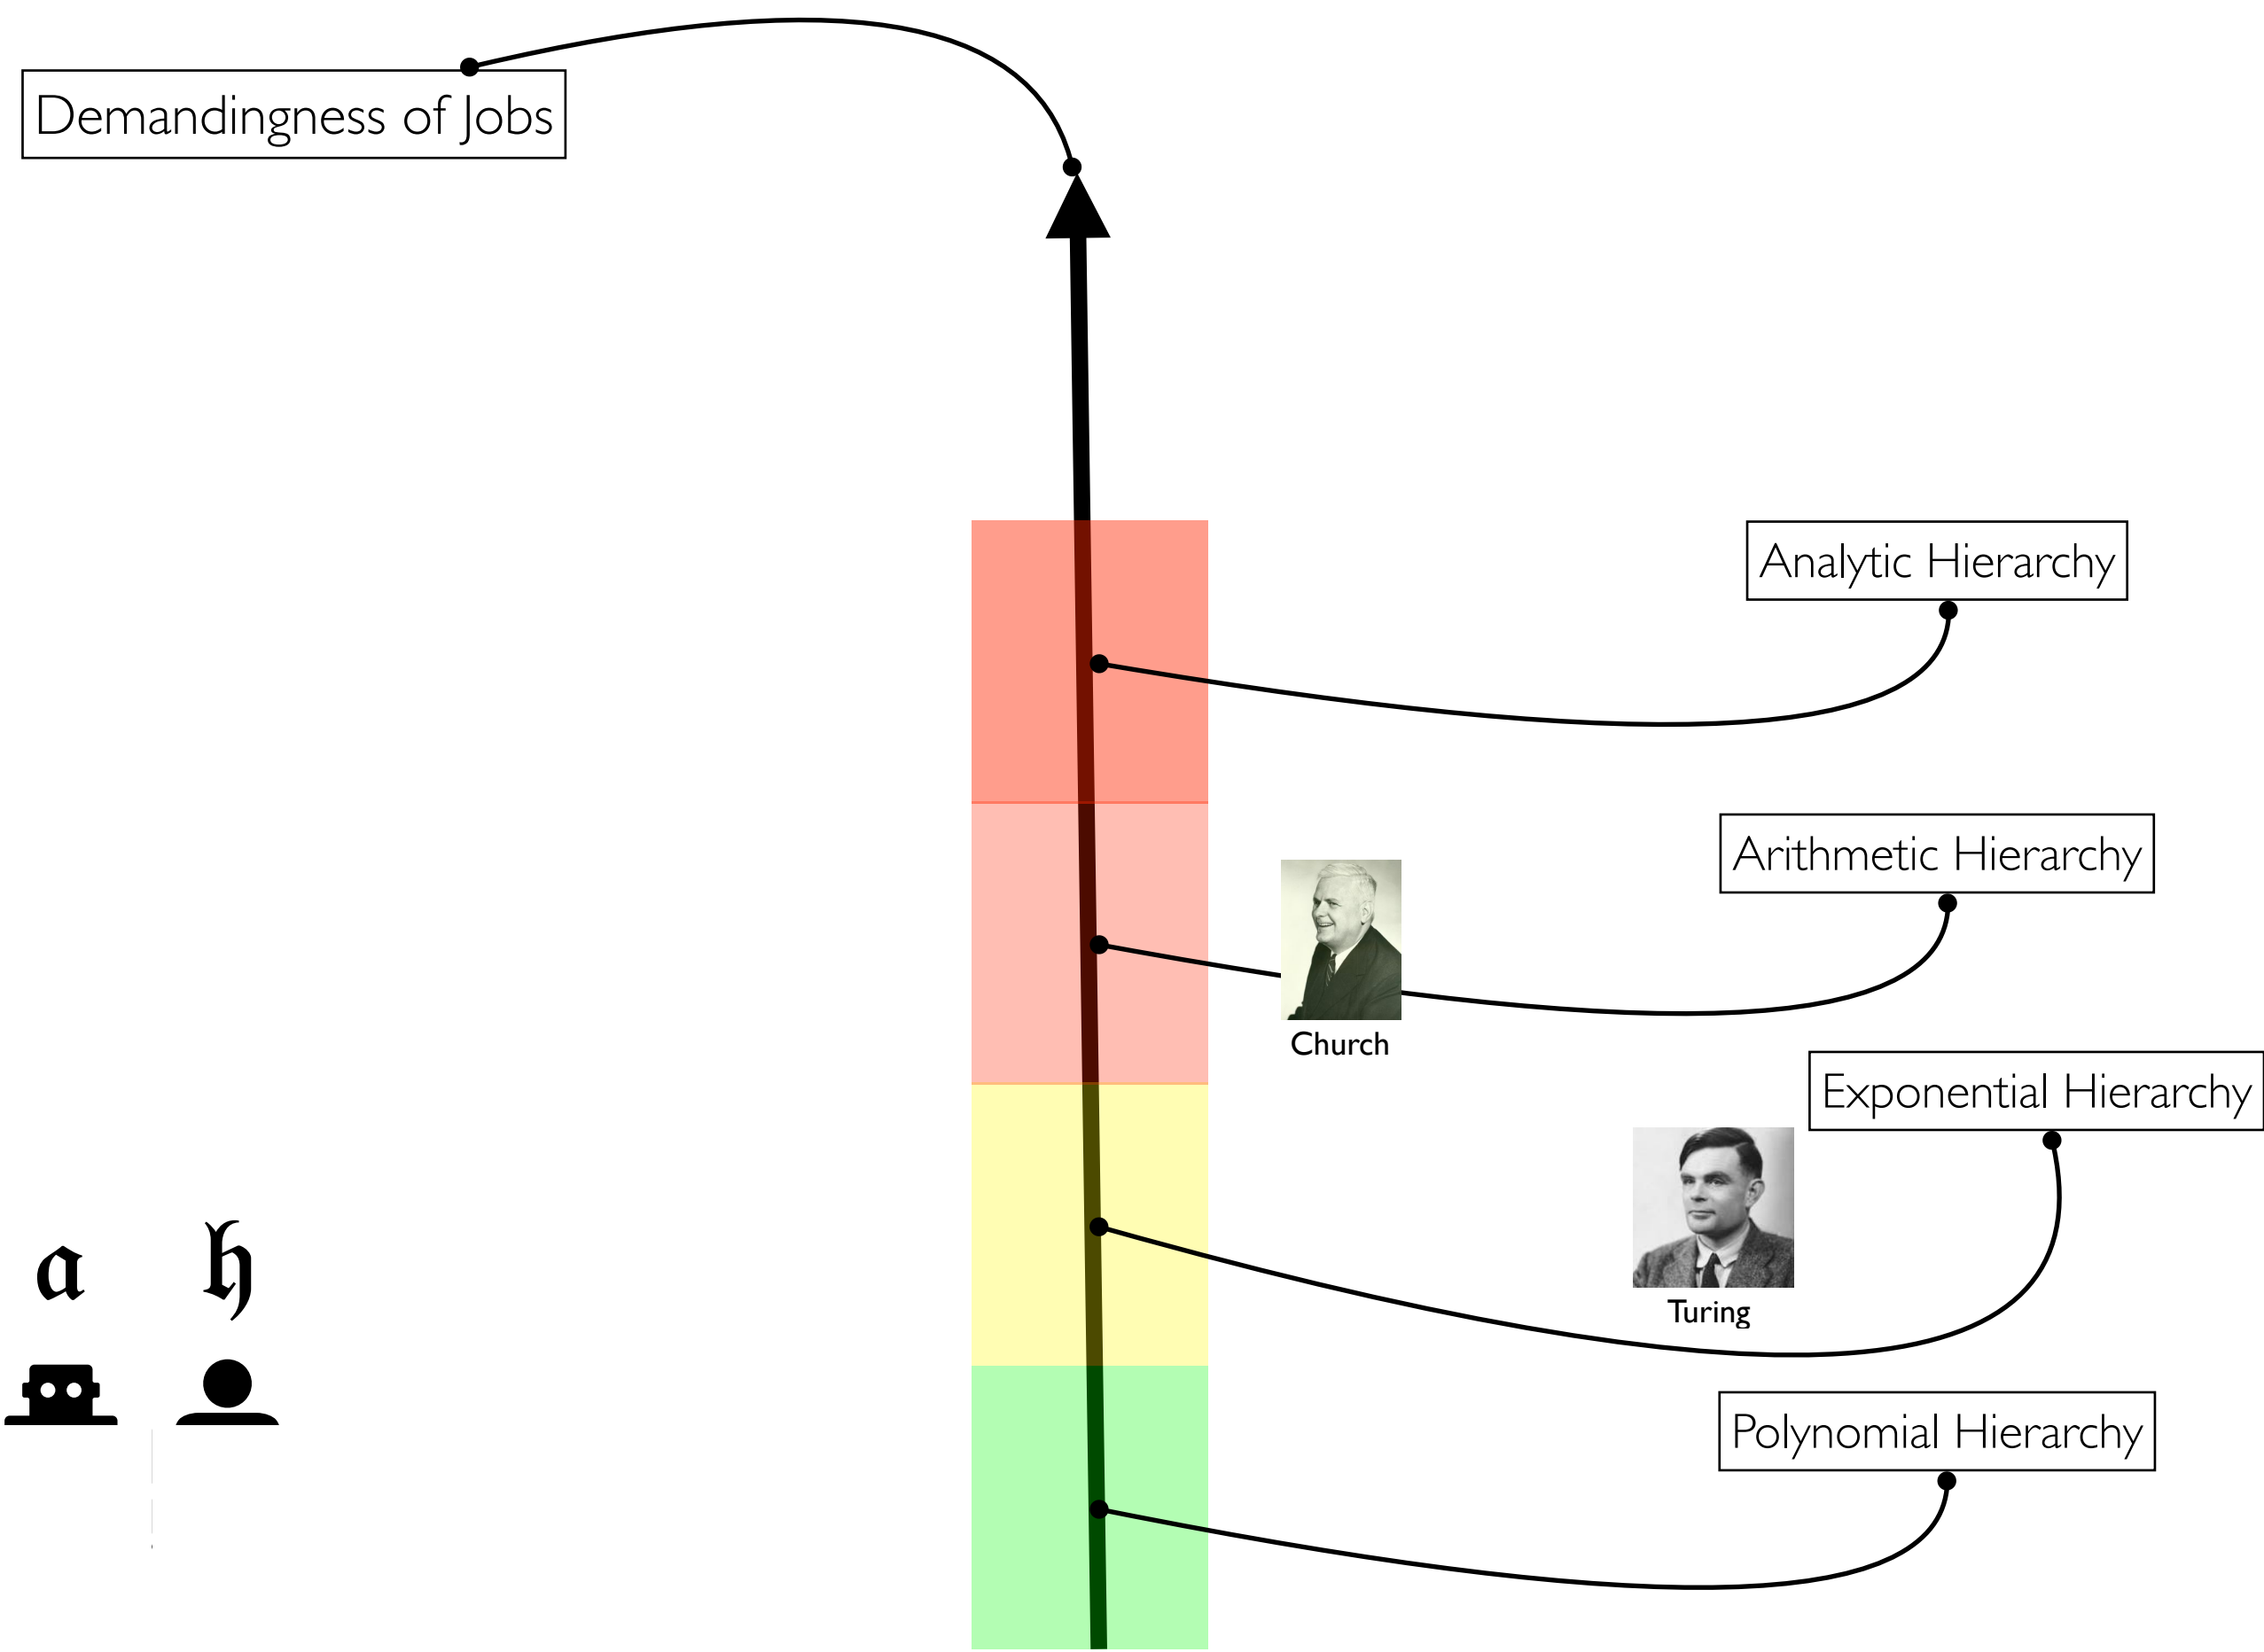 Demandingness of Jobs
Analytic Hierarchy
Arithmetic Hierarchy
Church
Exponential Hierarchy
Turing
𝖆 𝖍
Polynomial Hierarchy